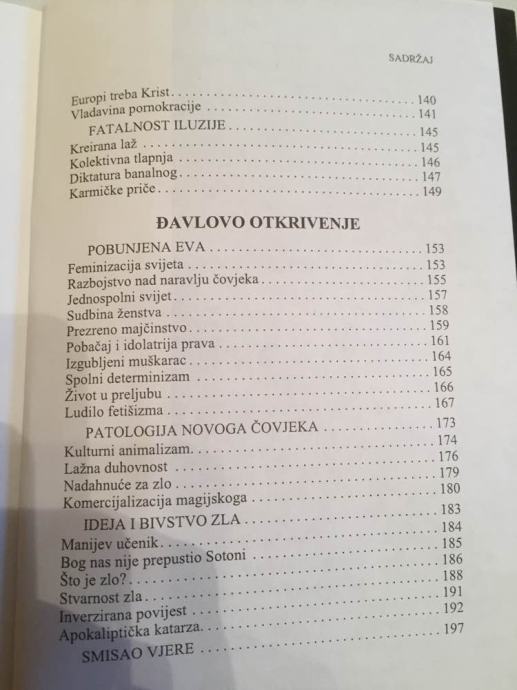 SADRŽAJ
Europi treba Krist........................................140
Vladavina pornokracije ........................................141
FATALNOST ILUZIJE........................................145
Kreirana laž ........................................145
Kolektivna tlapnja ........................................146
Diktatura banalnog........................................147
Karmičke priče........................................149
ĐAVLOVO OTKRIVENJE
POBUNJENA EVA ........................................153
Feminizacija svijeta ........................................153
Razbojstvo nad naravlju čovjeka........................................155
Jednospolni svijet........................................157
Sudbina ženstva ........................................158
Prezreno majčinstvo........................................159
Pobačaj i idolatrija prava ........................................161
Izgubljeni muškarac ........................................164
Spolni determinizam ........................................165
Život u preljubu ........................................166
Ludilo fetišizma ........................................167
PATOLOGIJA NOVOGA ČOVJEKA ........................................173
Kulturni animalizam........................................174
Lažna duhovnost ........................................176
Nadahnuće za zlo ........................................179
Komercijalizacija magijskoga ........................................180
IDEJA I BIVSTVO ZLA ........................................183
Manijev učenik........................................184
Bog nas nije prepustio Sotoni ........................................185
Što je zlo?........................................186
Stvarnost zla........................................188
Inverzirana povijest ........................................191
Apokaliptička katarza........................................192
SMISAO VJERE ........................................197